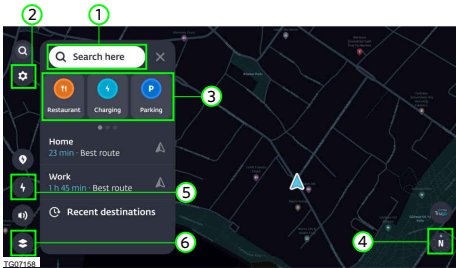 2
1
Search here
3
Restaurant
Charging
P
Parking
Home
23 min · Best route
Work
1 h 45 min · Best route
5
Recent destinations
6
4
N
TG07158